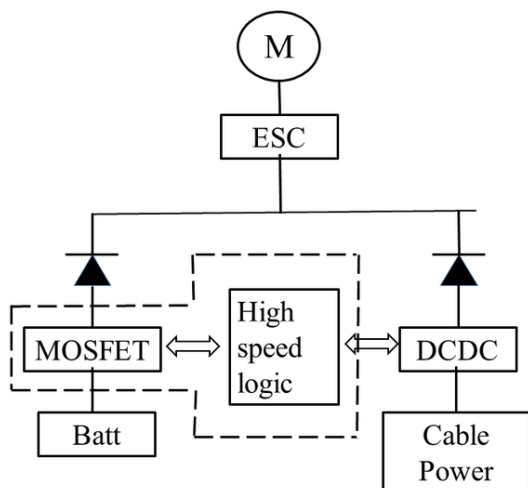 M
ESC
MOSFET
High
speed
logic
DCDC
Batt
Cable
Power